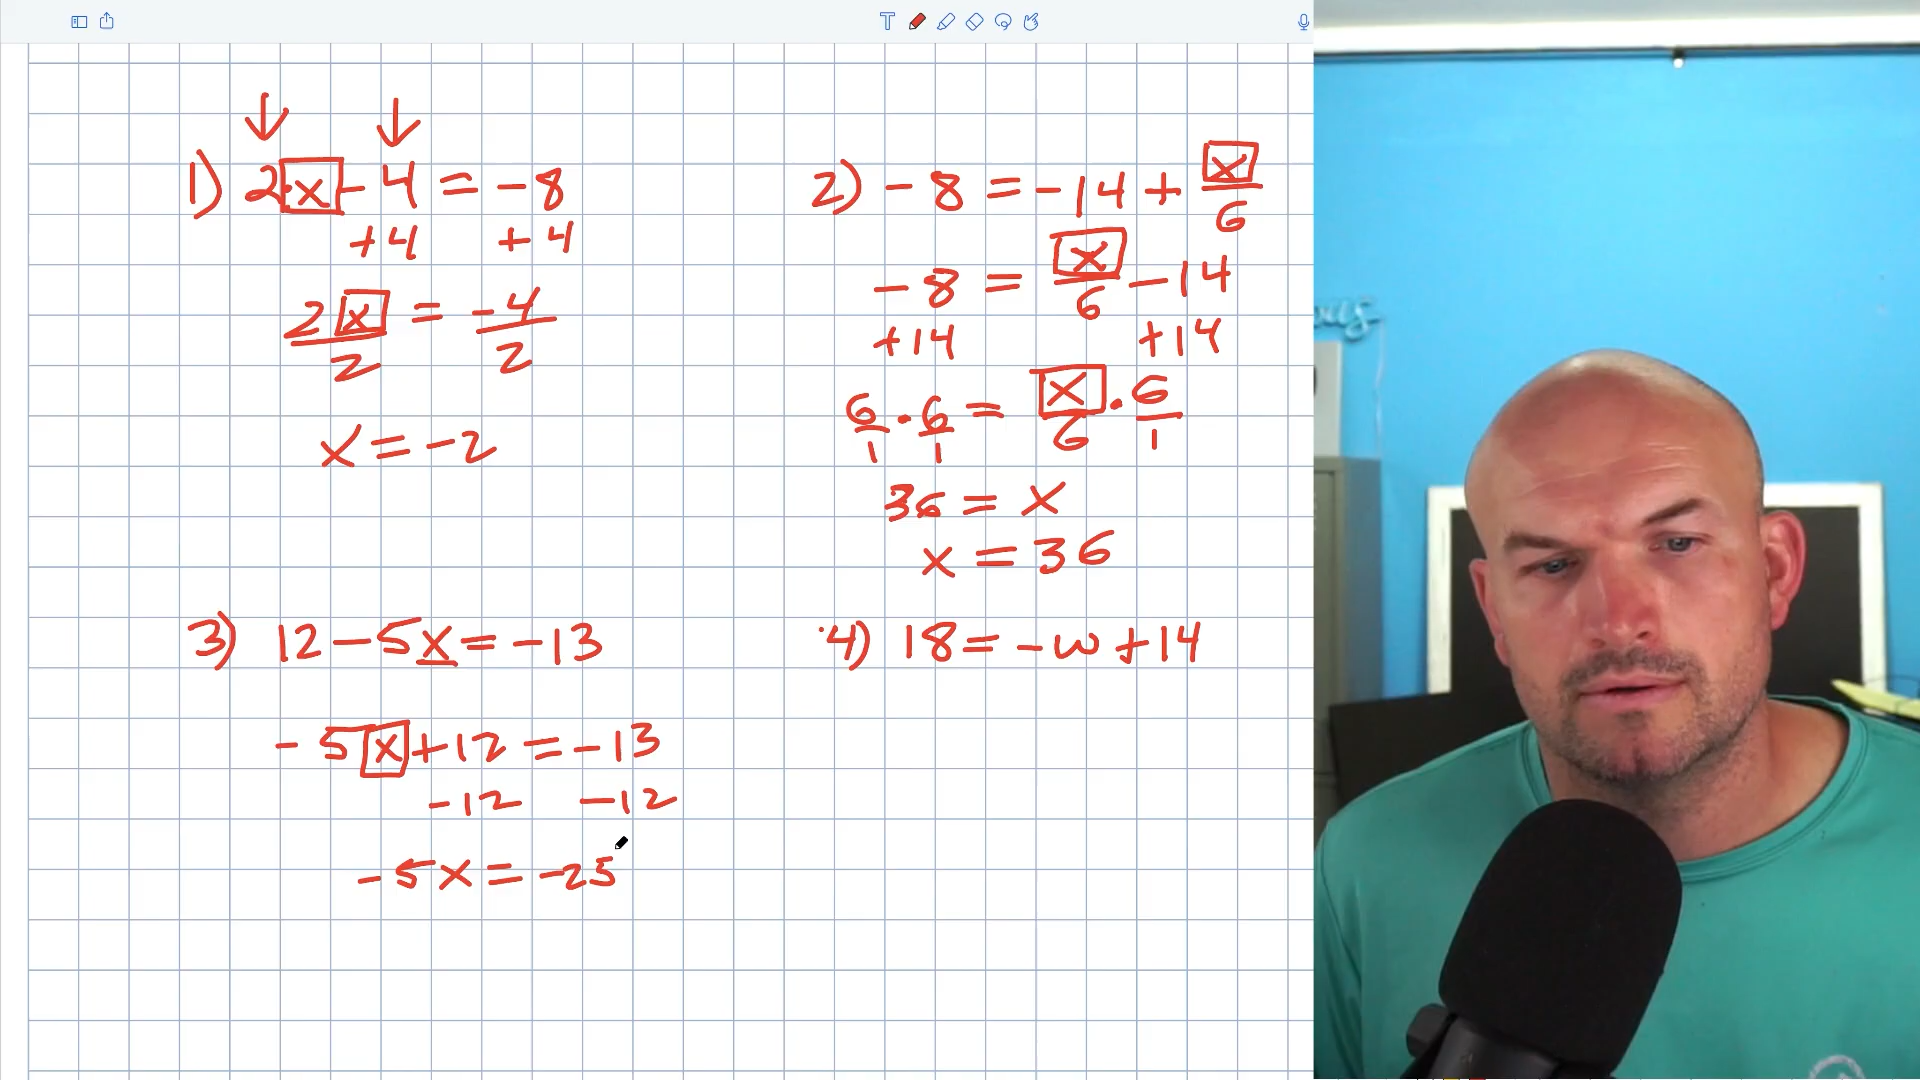 1) 2·x - 4 = -8
+4 +4
2x/2 = -4/2
x = -2
2) -8 = -14 + x/6
-8 = x/6 - 14
+14 +14
6/1 · 6/1 = x/6 · 6/1
36 = x
x = 36
3) 12 - 5x = -13
-5x + 12 = -13
-12 -12
-5x = -25
4) 18 = -w + 14